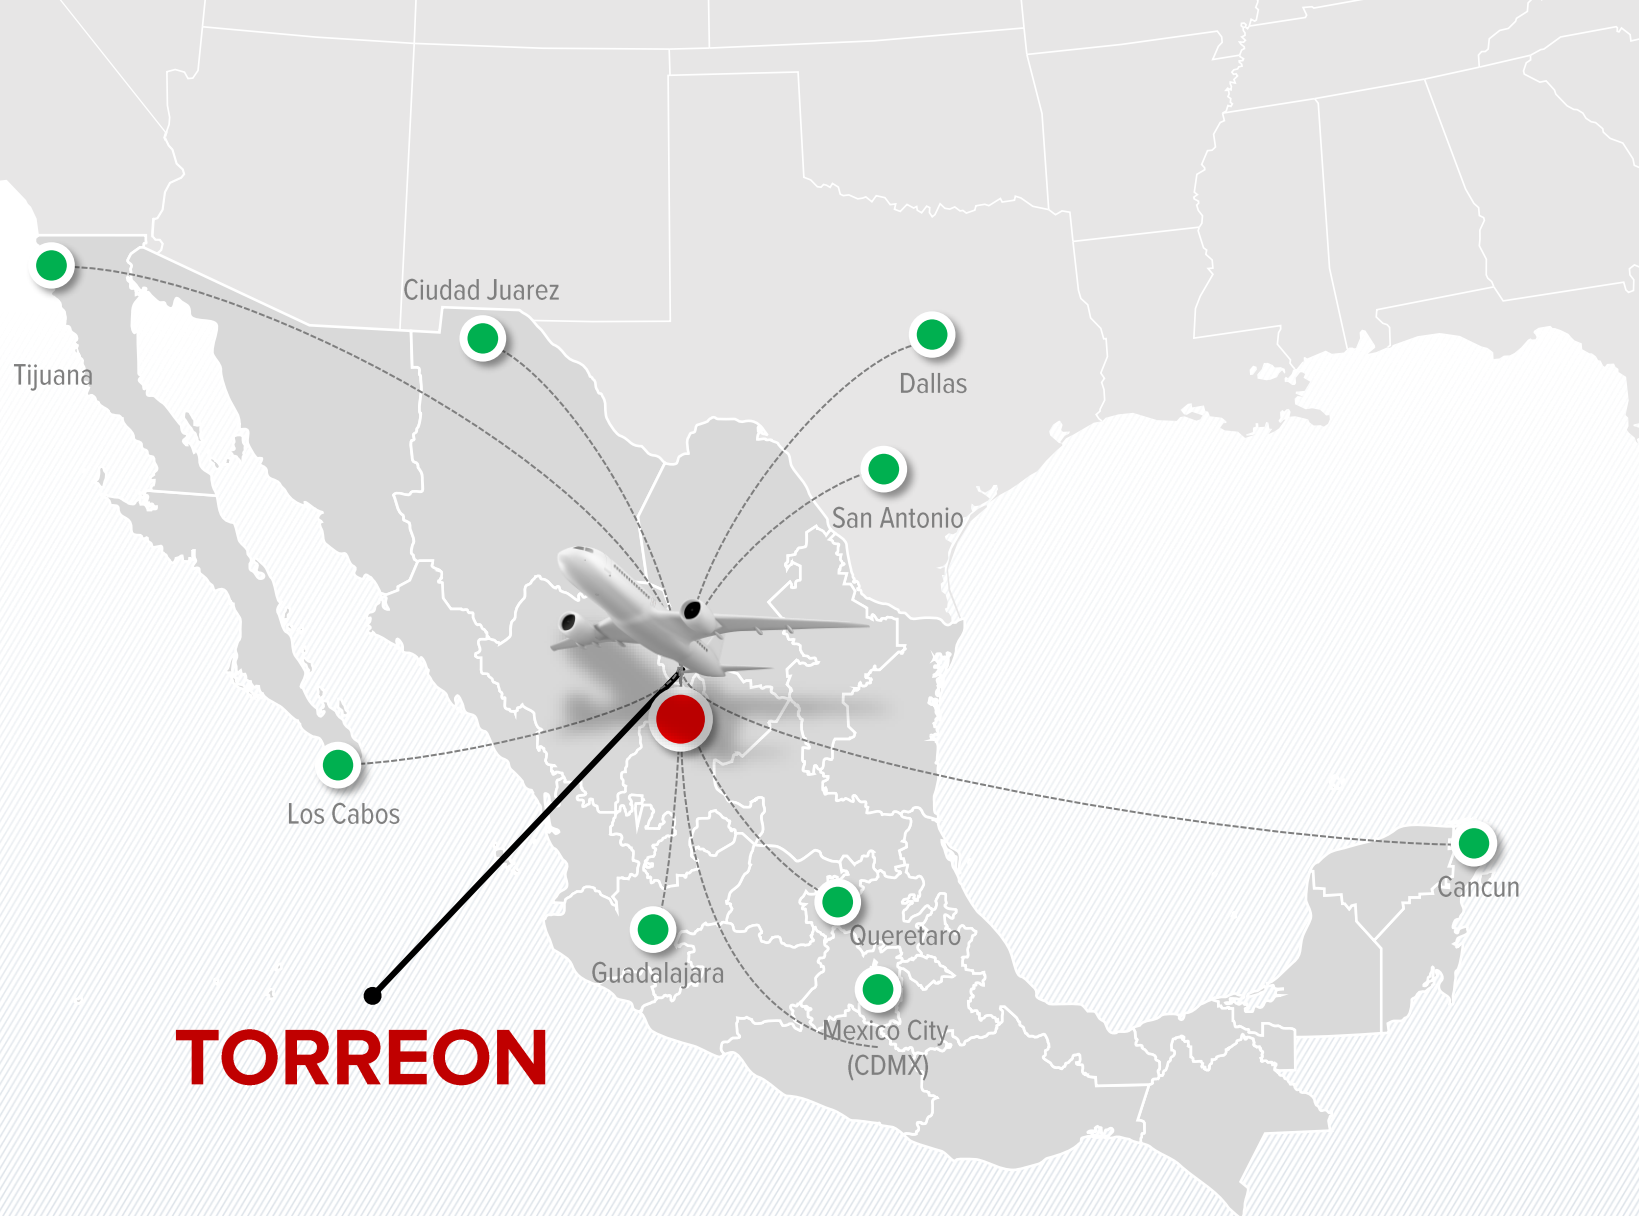 Ciudad Juarez
Tijuana
Dallas
San Antonio
Los Cabos
Cancun
Queretaro
Guadalajara
Mexico City
(CDMX)
TORREON